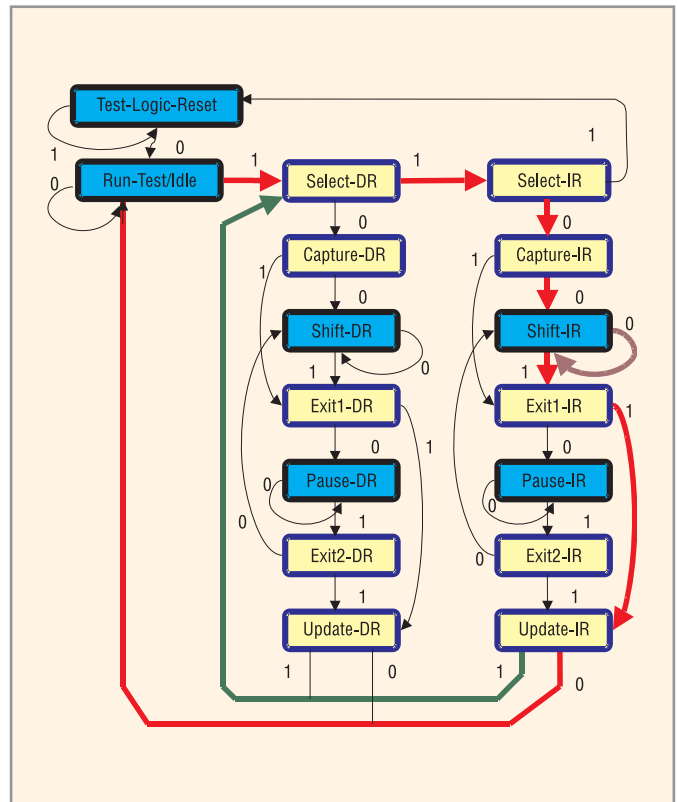 Test-Logic-Reset
1
1
0
Run-Test/Idle
1
Select-DR
1
Select-IR
0
0
0
Capture-DR
Capture-IR
1
1
0
0
Shift-DR
Shift-IR
0
0
1
1
Exit1-DR
Exit1-IR
1
1
0
0
Pause-DR
Pause-IR
0
0
1
1
0
Exit2-DR
0
Exit2-IR
1
1
Update-DR
Update-IR
1
0
1
0